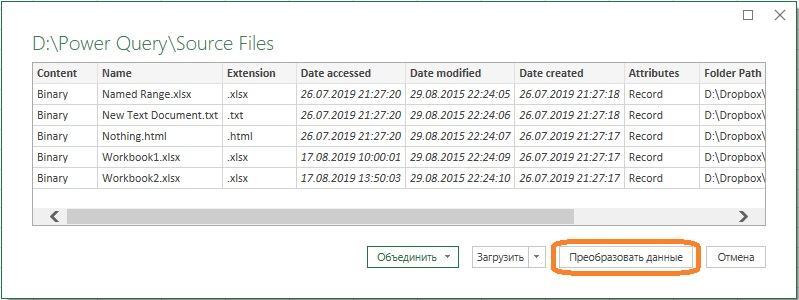 D:\Power Query\Source Files
Content Name Extension Date accessed Date modified Date created Attributes Folder Path
Binary Named Range.xlsx .xlsx 26.07.2019 21:27:20 29.08.2015 22:24:05 26.07.2019 21:27:18 Record D:\Dropbox\
Binary New Text Document.txt .txt 26.07.2019 21:27:20 29.08.2015 22:24:06 26.07.2019 21:27:18 Record D:\Dropbox\
Binary Nothing.html .html 26.07.2019 21:27:20 29.08.2015 22:24:07 26.07.2019 21:27:17 Record D:\Dropbox\
Binary Workbook1.xlsx .xlsx 17.08.2019 10:00:01 29.08.2015 22:24:09 26.07.2019 21:27:17 Record D:\Dropbox\
Binary Workbook2.xlsx .xlsx 17.08.2019 13:50:03 29.08.2015 22:24:10 26.07.2019 21:27:17 Record D:\Dropbox\
Объединить Загрузить Преобразовать данные Отмена